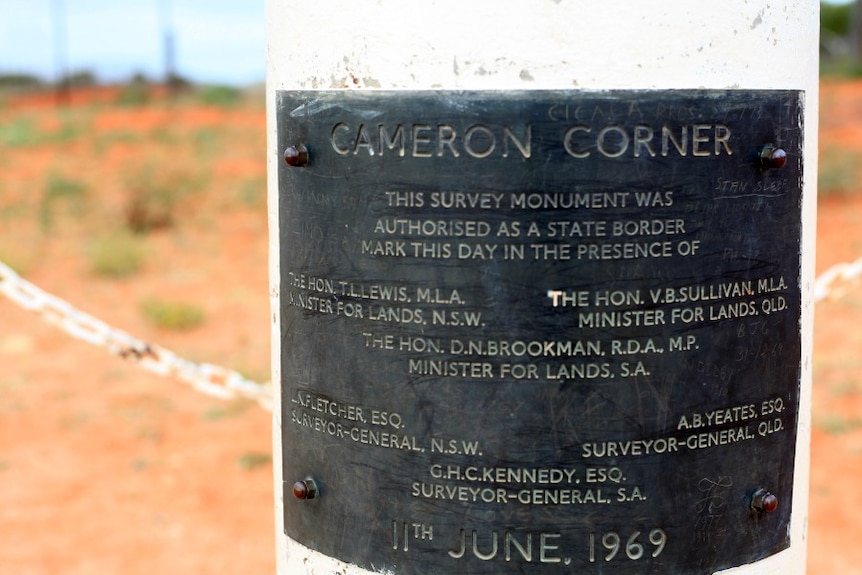 CAMERON CORNER
THIS SURVEY MONUMENT WAS
AUTHORISED AS A STATE BORDER
MARK THIS DAY IN THE PRESENCE OF
THE HON. T.L.LEWIS, M.L.A.
MINISTER FOR LANDS, N.S.W.
THE HON. V.B.SULLIVAN, M.L.A.
MINISTER FOR LANDS, QLD.
THE HON. D.N.BROOKMAN, R.D.A., M.P.
MINISTER FOR LANDS, S.A.
FLETCHER, ESQ.
SURVEYOR-GENERAL, N.S.W.
A.B.YEATES, ESQ.
SURVEYOR-GENERAL, QLD.
G.H.C.KENNEDY, ESQ.
SURVEYOR-GENERAL, S.A.
11TH JUNE, 1969